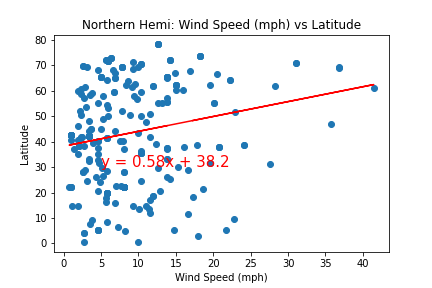 Northern Hemi: Wind Speed (mph) vs Latitude
80
70
60
50
40
30
20
10
0
Latitude
y = 0.58x + 38.2
0 5 10 15 20 25 30 35 40
Wind Speed (mph)